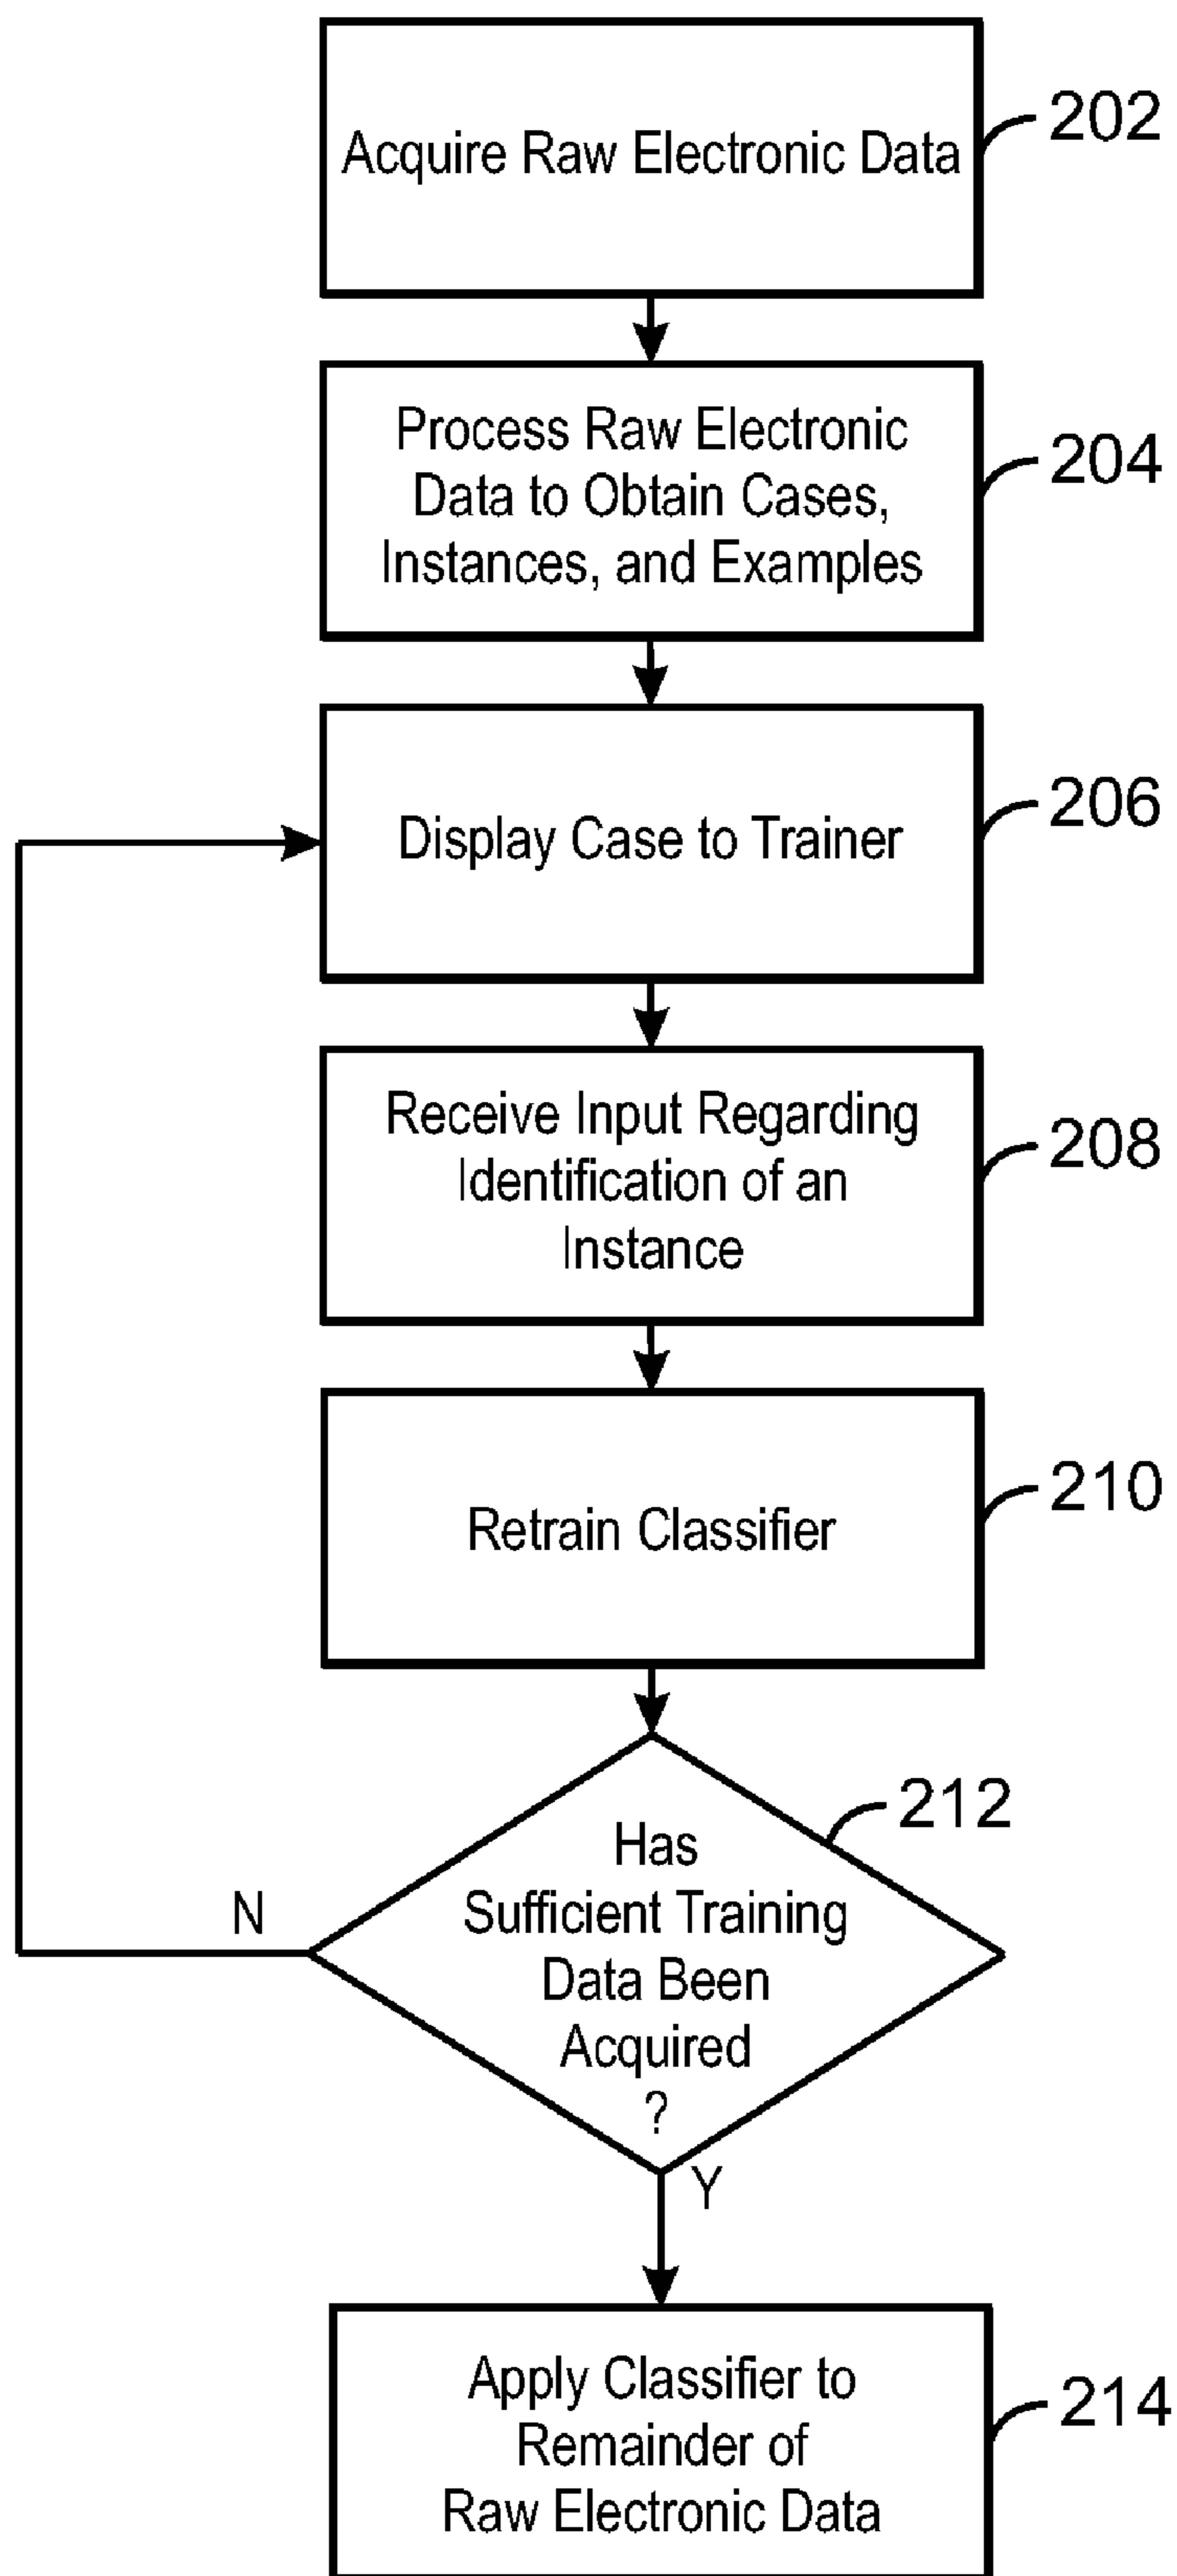 Acquire Raw Electronic Data
202
Process Raw Electronic
Data to Obtain Cases,
Instances, and Examples
204
Display Case to Trainer
206
Receive Input Regarding
Identification of an
Instance
208
Retrain Classifier
210
212
Has
Sufficient Training
Data Been
Acquired
?
N
Y
Apply Classifier to
Remainder of
Raw Electronic Data
214